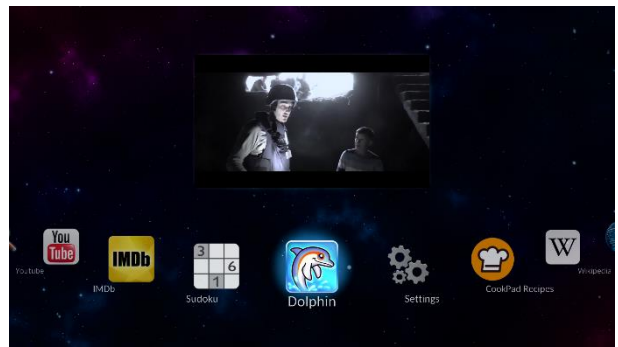 You
Tube
Youtube
IMDb
IMDb
3
6
1
Sudoku
Dolphin
Settings
CookPad Recipes
W
Wikipedia